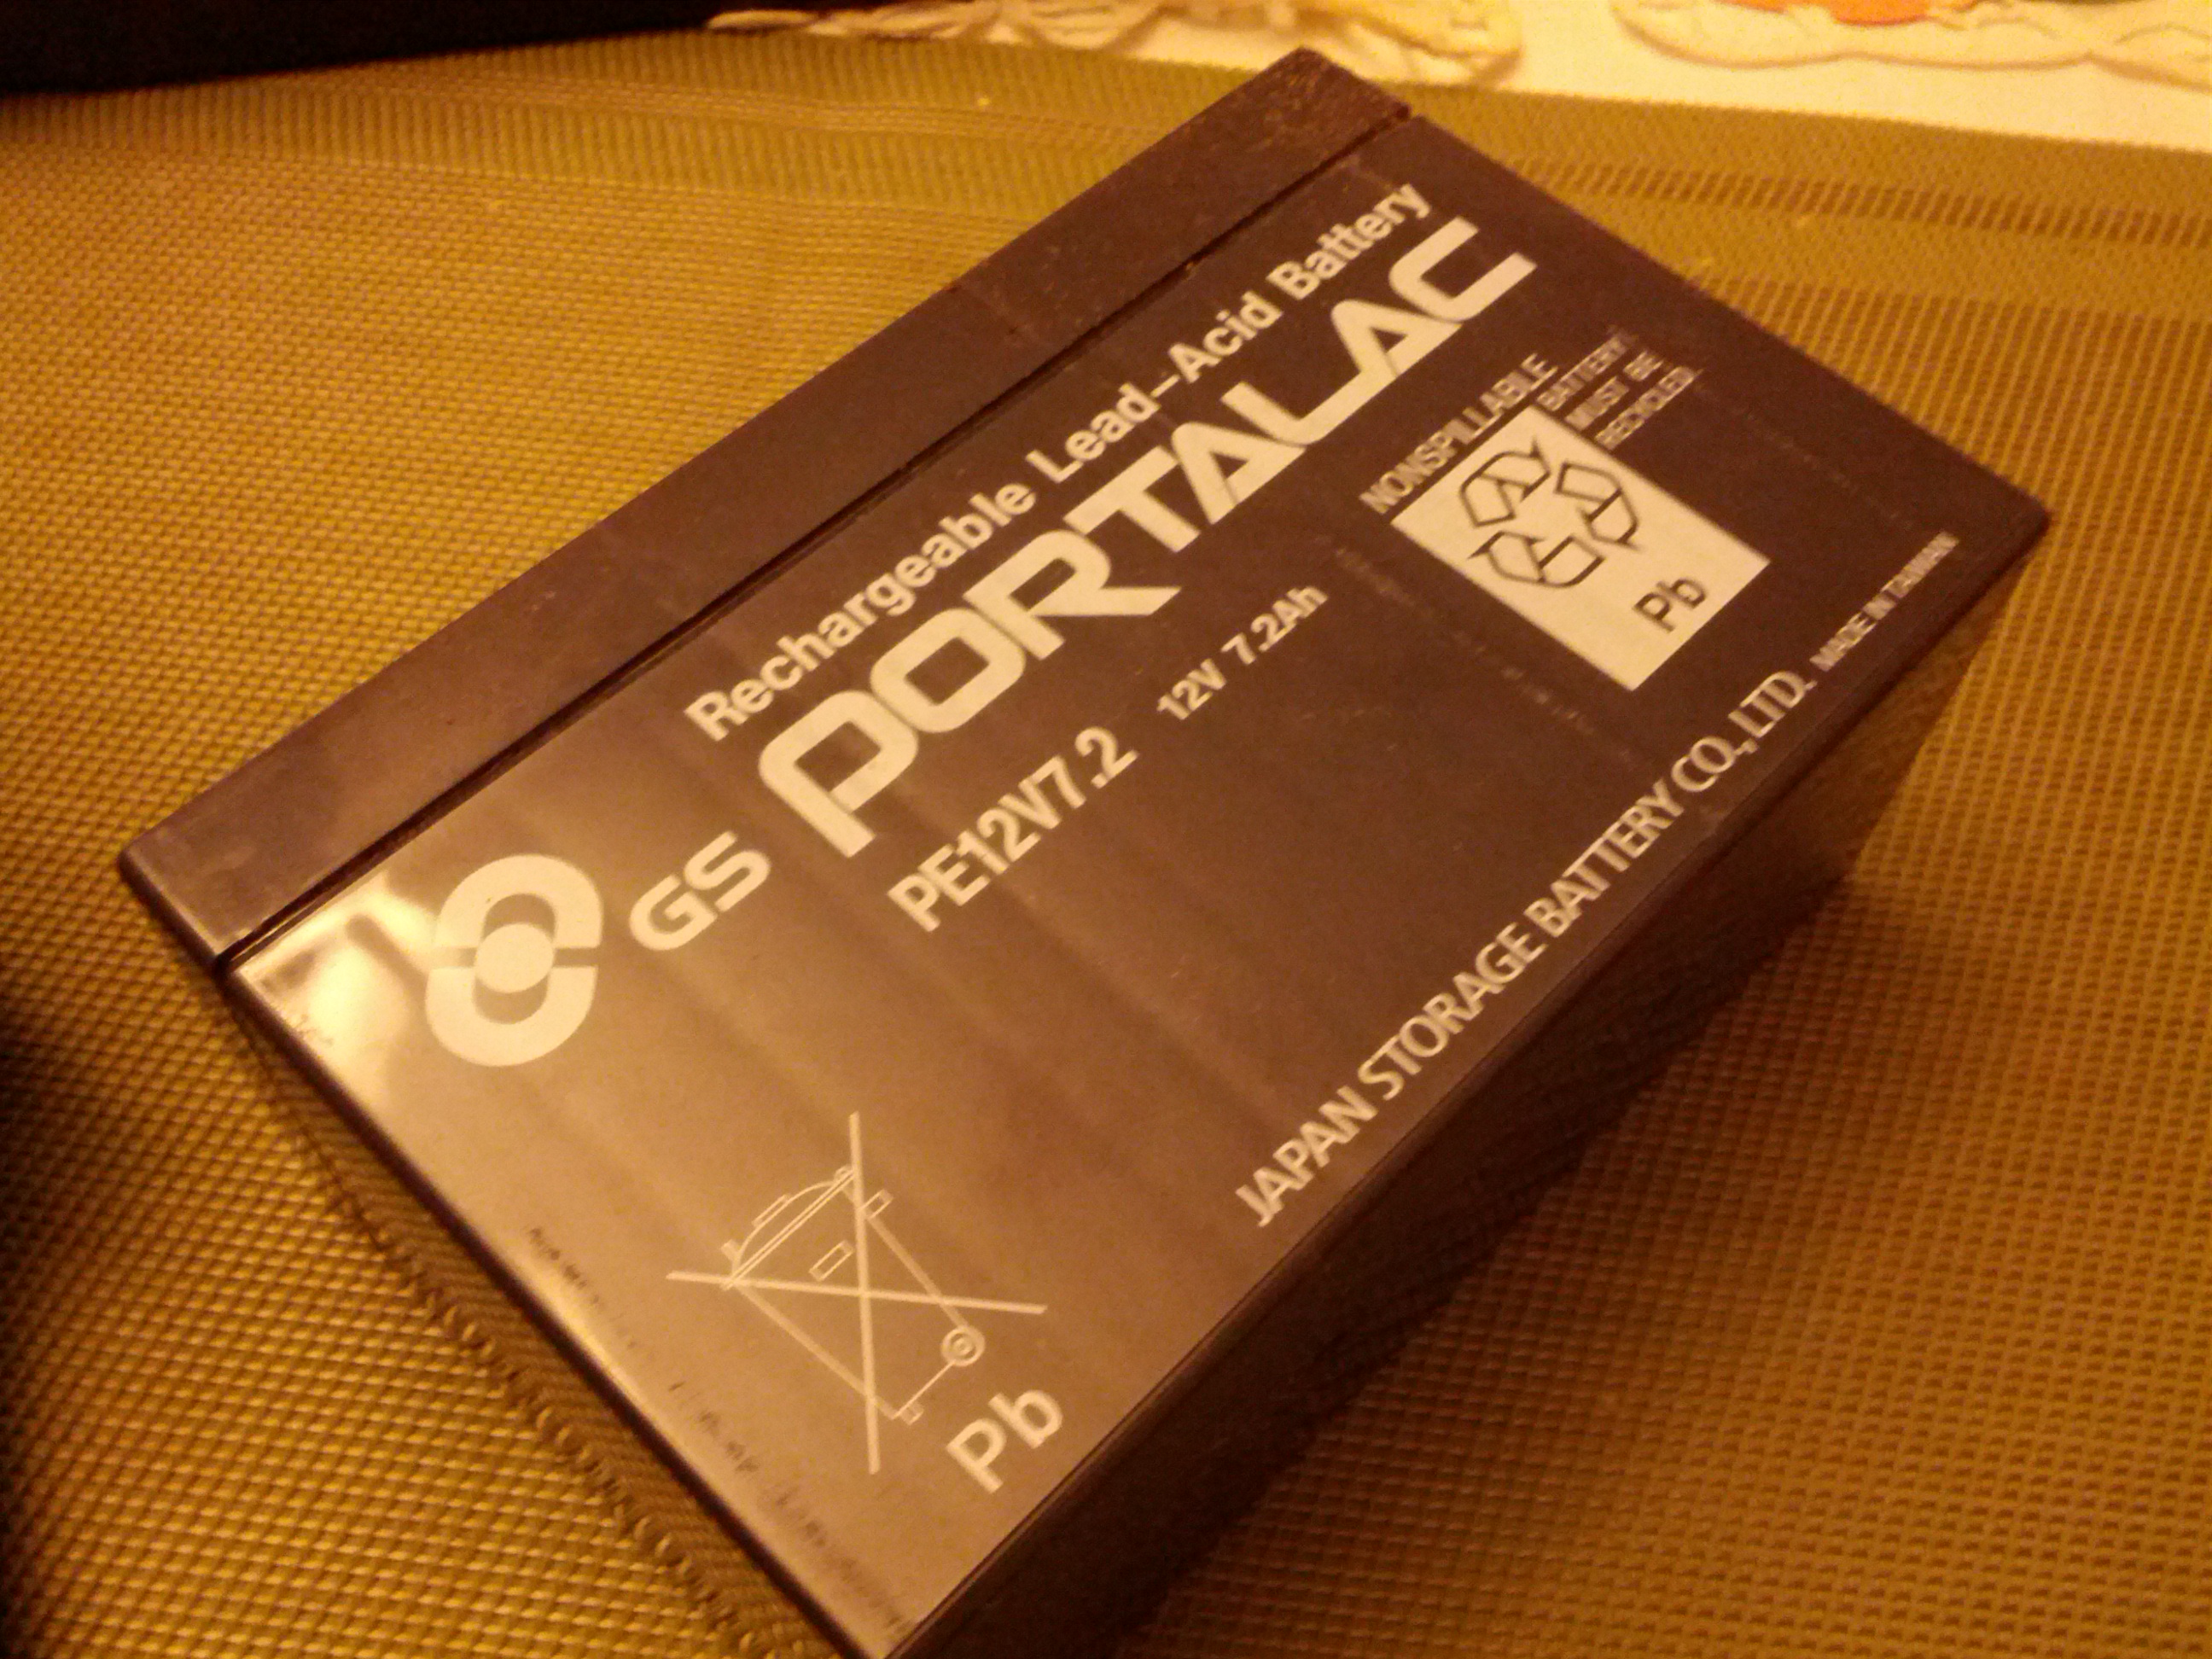 Rechargeable Lead-Acid Battery
GS PORTALAC
PE12V7.2 12V 7.2Ah
NONSPILLABLE
BATTERY
MUST BE
RECYCLED
Pb
Pb
JAPAN STORAGE BATTERY CO.,LTD. MADE IN TAIWAN